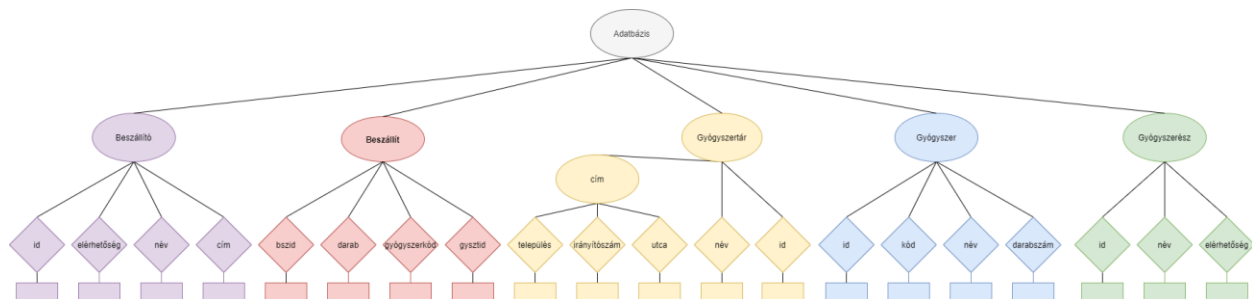 Adatbázis
Beszállító
Beszállít
Gyógyszertár
Gyógyszer
Gyógyszerész
cím
id
elérhetőség
név
cím
bszid
darab
gyógyszerkód
gysztid
település
irányítószám
utca
név
id
id
kód
név
darabszám
id
név
elérhetőség